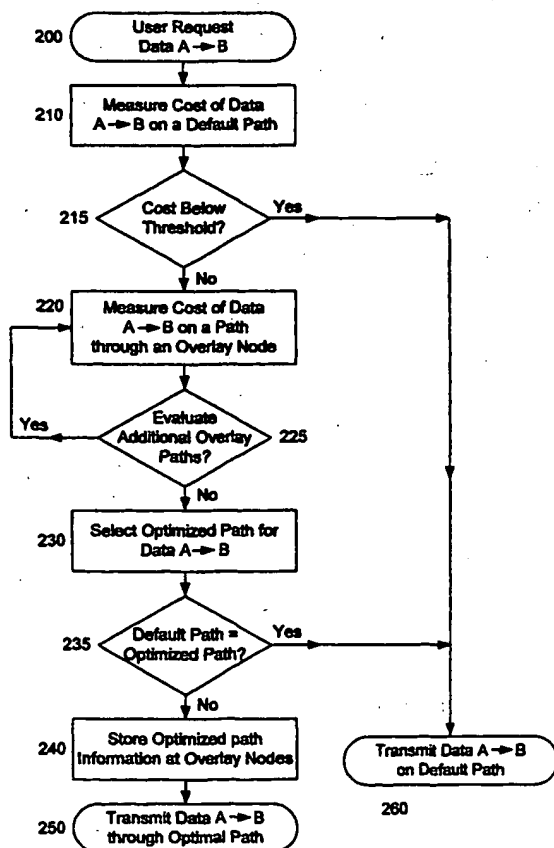 200
User Request
Data A → B
210
Measure Cost of Data
A → B on a Default Path
215
Cost Below
Threshold?
Yes
No
220
Measure Cost of Data
A → B on a Path
through an Overlay Node
Yes
Evaluate
Additional Overlay
Paths?
225
No
230
Select Optimized Path for
Data A → B
235
Default Path =
Optimized Path?
Yes
No
240
Store Optimized path
Information at Overlay Nodes
Transmit Data A → B
on Default Path
260
250
Transmit Data A → B
through Optimal Path